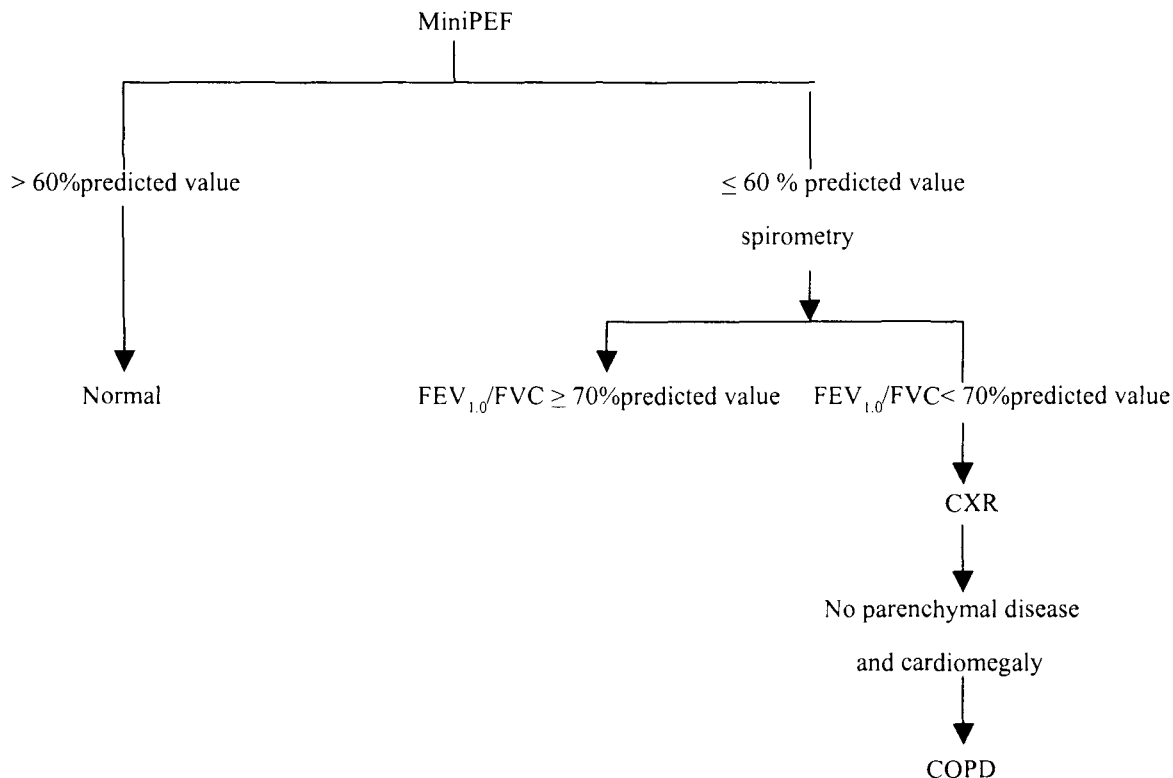 MiniPEF
> 60%predicted value
≤ 60 % predicted value
spirometry
Normal
FEV1.0/FVC ≥ 70%predicted value
FEV1.0/FVC< 70%predicted value
CXR
No parenchymal disease
and cardiomegaly
COPD